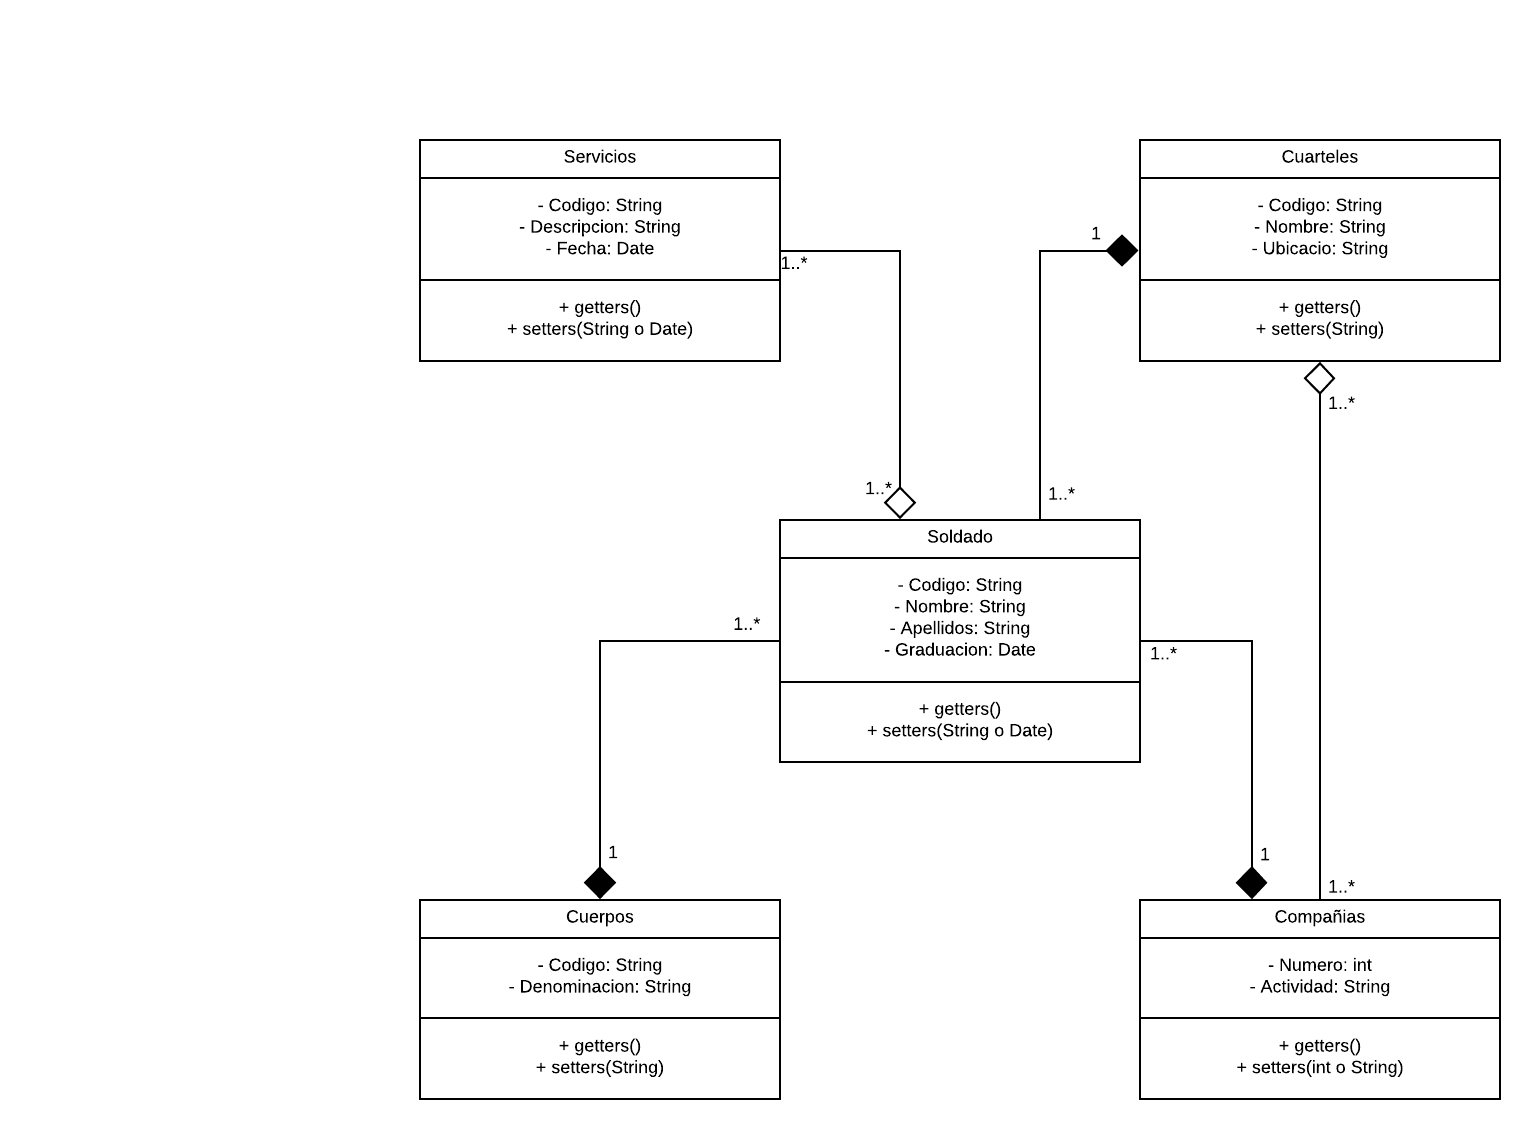 Servicios
- Codigo: String
- Descripcion: String
- Fecha: Date
+ getters()
+ setters(String o Date)
1..*
1..*
Cuarteles
- Codigo: String
- Nombre: String
- Ubicacio: String
+ getters()
+ setters(String)
1
1..*
1..*
Soldado
- Codigo: String
- Nombre: String
- Apellidos: String
- Graduacion: Date
+ getters()
+ setters(String o Date)
1..*
1..*
1
1
1..*
Cuerpos
- Codigo: String
- Denominacion: String
+ getters()
+ setters(String)
Compañias
- Numero: int
- Actividad: String
+ getters()
+ setters(int o String)